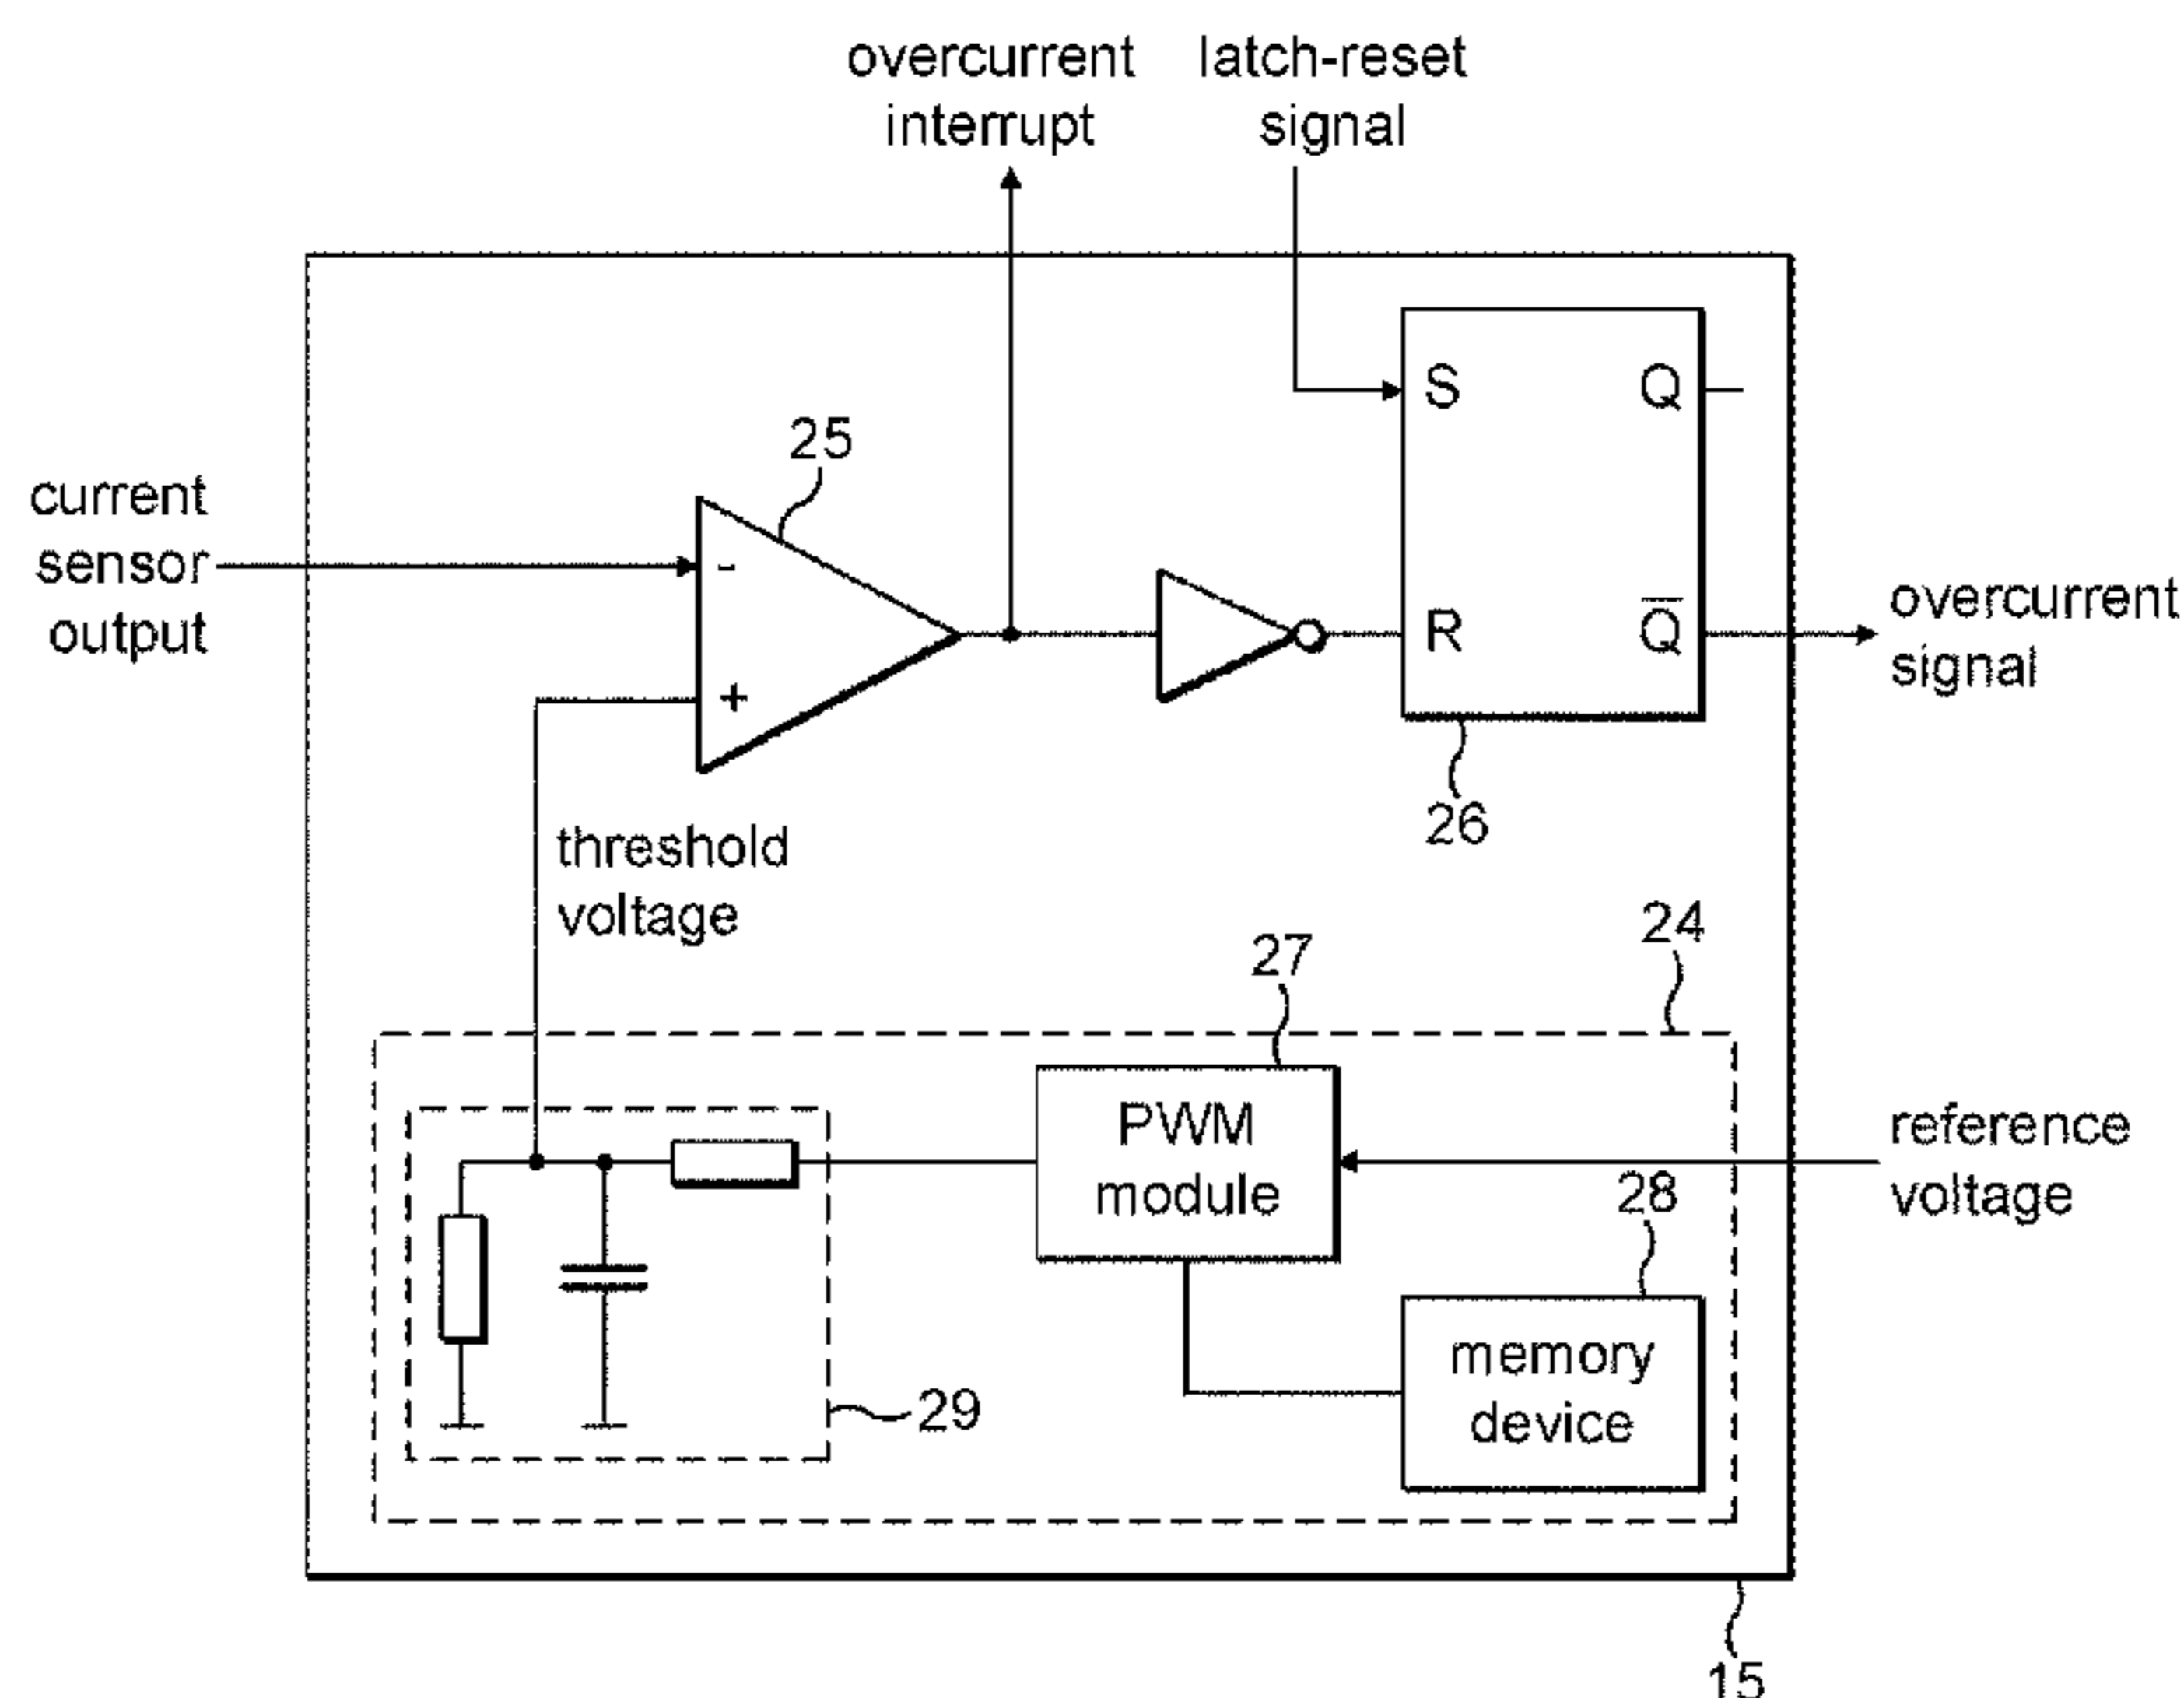 overcurrent
interrupt
latch-reset
signal
25
current
sensor
output
-
+
S
Q
R
Q̅
overcurrent
signal
26
threshold
voltage
24
27
PWM
module
reference
voltage
28
memory
device
29
15